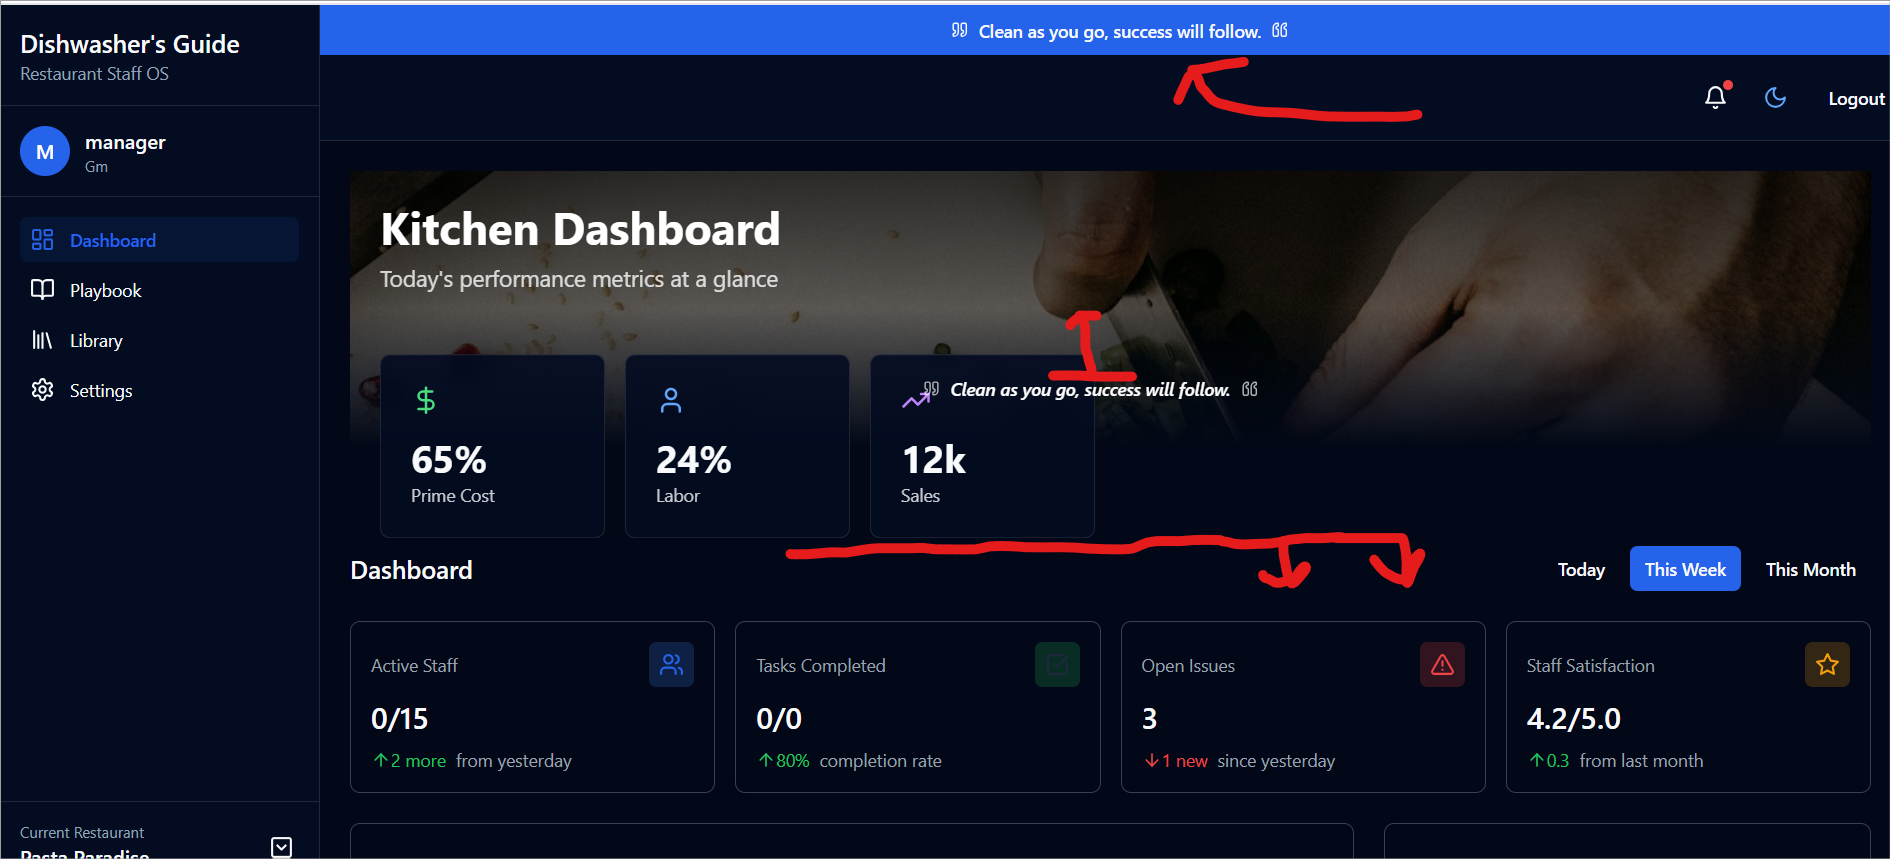 Dishwasher's Guide
Restaurant Staff OS
M
manager
Gm
Dashboard
Playbook
Library
Settings
Current Restaurant
Pasta Paradise
Clean as you go, success will follow.
Logout
Kitchen Dashboard
Today's performance metrics at a glance
Clean as you go, success will follow.
65%
Prime Cost
24%
Labor
12k
Sales
Dashboard
Today
This Week
This Month
Active Staff
0/15
2 more from yesterday
Tasks Completed
0/0
80% completion rate
Open Issues
3
1 new since yesterday
Staff Satisfaction
4.2/5.0
0.3 from last month